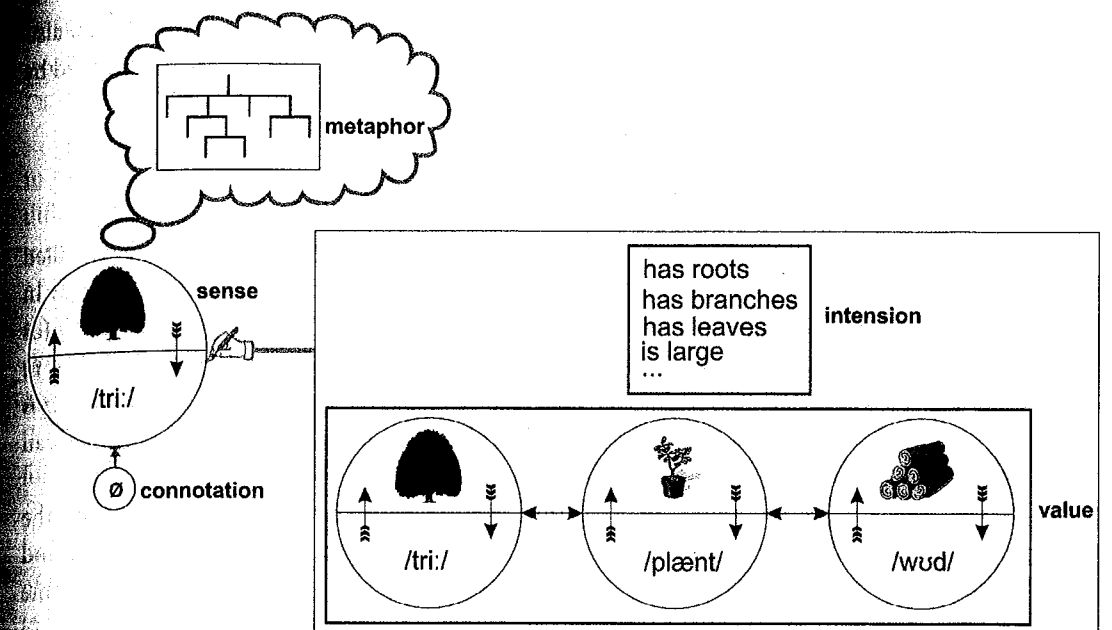 metaphor
sense
/tri:/
ø connotation
has roots
has branches
has leaves
is large
...
intension
/tri:/
/plænt/
/wʊd/
value